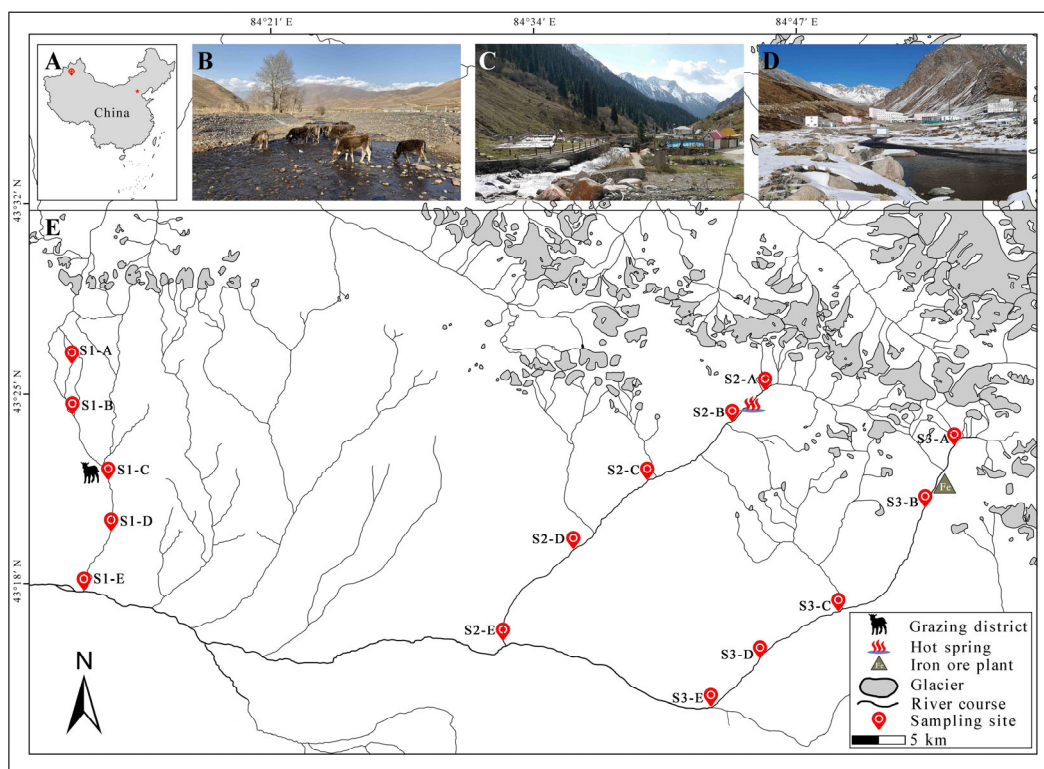 84°21′ E
84°34′ E
84°47′ E
A
China
B
C
D
43°32′ N
E
43°25′ N
43°18′ N
S1-A
S1-B
S1-C
S1-D
S1-E
S2-A
S2-B
S2-C
S2-D
S2-E
S3-A
Fe
S3-B
S3-C
S3-D
S3-E
N
Grazing district
Hot spring
Fe
Iron ore plant
Glacier
River course
Sampling site
5 km